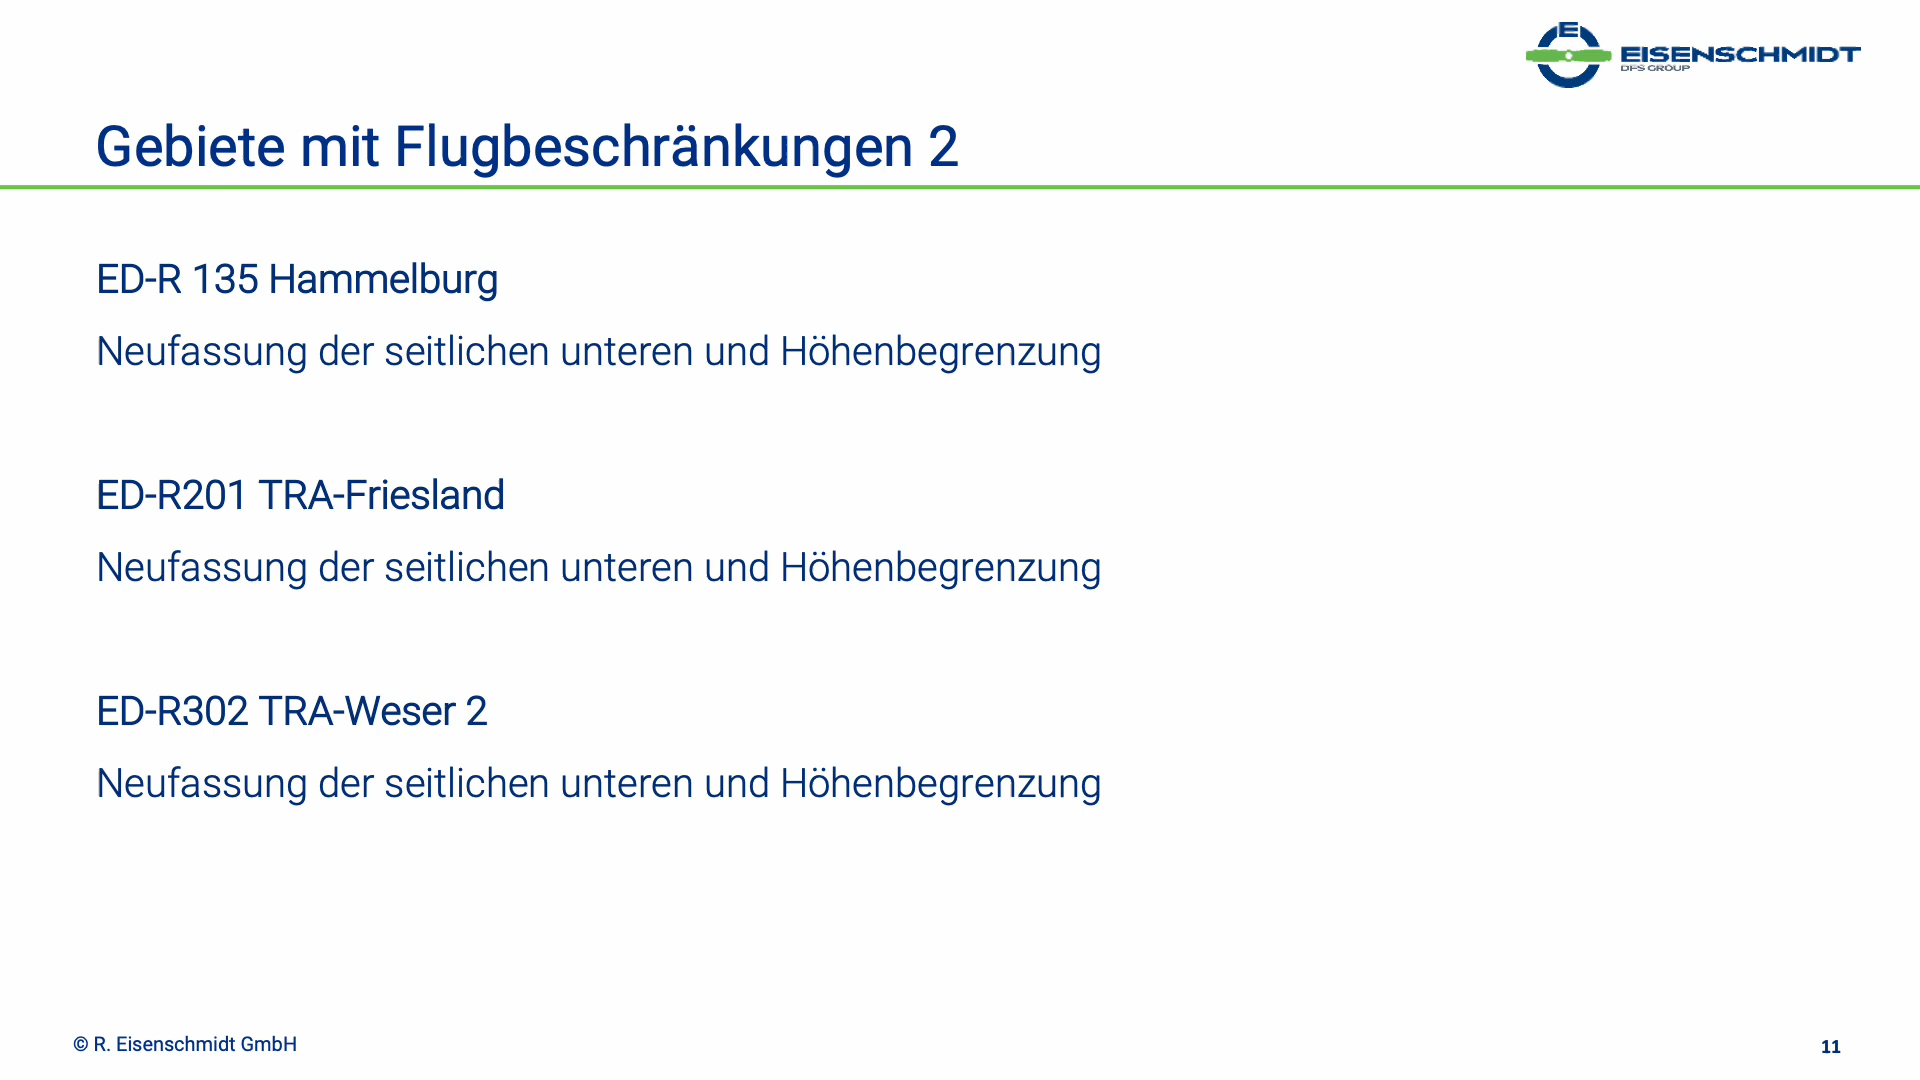 E
EISENSCHMIDT
DFS GROUP
Gebiete mit Flugbeschränkungen 2
ED-R 135 Hammelburg
Neufassung der seitlichen unteren und Höhenbegrenzung
ED-R201 TRA-Friesland
Neufassung der seitlichen unteren und Höhenbegrenzung
ED-R302 TRA-Weser 2
Neufassung der seitlichen unteren und Höhenbegrenzung
© R. Eisenschmidt GmbH
11